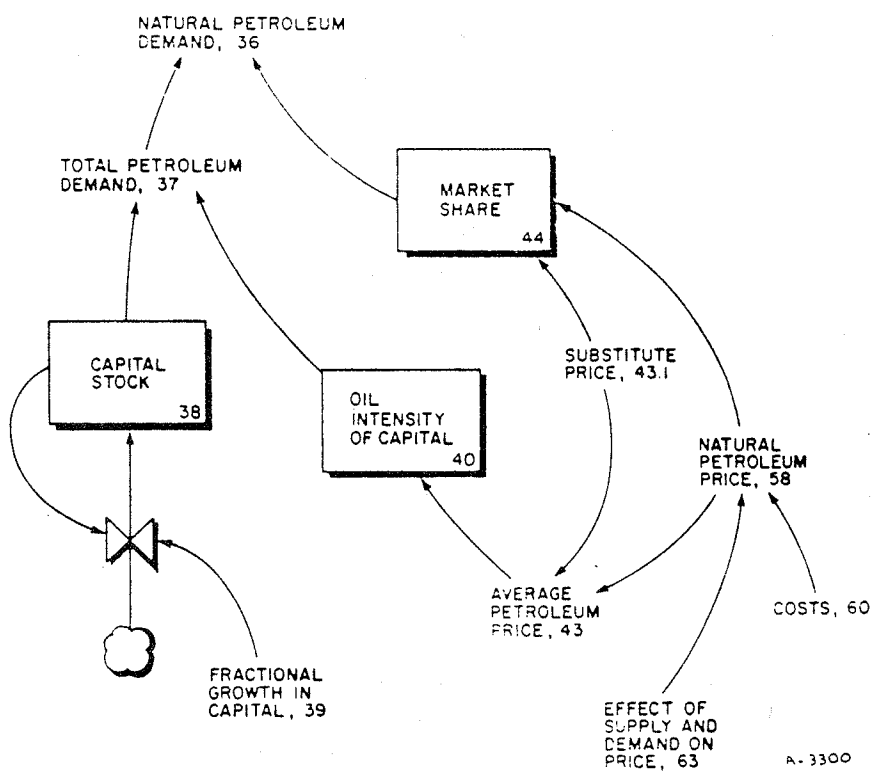 NATURAL PETROLEUM
DEMAND, 36
TOTAL PETROLEUM
DEMAND, 37
MARKET
SHARE
44
CAPITAL
STOCK
38
OIL
INTENSITY
OF CAPITAL
40
SUBSTITUTE
PRICE, 43.1
NATURAL
PETROLEUM
PRICE, 58
AVERAGE
PETROLEUM
PRICE, 43
COSTS, 60
FRACTIONAL
GROWTH IN
CAPITAL, 39
EFFECT OF
SUPPLY AND
DEMAND ON
PRICE, 63
A-3300